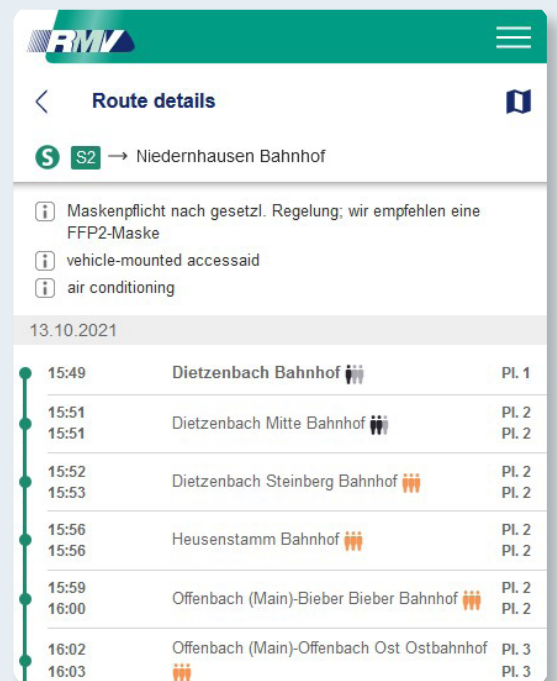 RMV
Route details
S S2 → Niedernhausen Bahnhof
i Maskenpflicht nach gesetzl. Regelung; wir empfehlen eine
FFP2-Maske
i vehicle-mounted accessaid
i air conditioning
13.10.2021
15:49 Dietzenbach Bahnhof Pl. 1
15:51 Pl. 2
Dietzenbach Mitte Bahnhof
15:51 Pl. 2
15:52 Pl. 2
Dietzenbach Steinberg Bahnhof
15:53 Pl. 2
15:56 Pl. 2
Heusenstamm Bahnhof
15:56 Pl. 2
15:59 Pl. 2
Offenbach (Main)-Bieber Bieber Bahnhof
16:00 Pl. 2
16:02 Offenbach (Main)-Offenbach Ost Ostbahnhof Pl. 3
16:03 Pl. 3